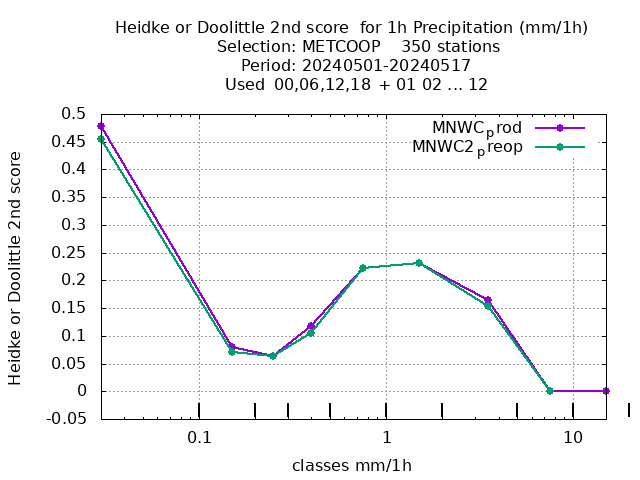 Heidke or Doolittle 2nd score  for 1h Precipitation (mm/1h)
Selection: METCOOP    350 stations
Period: 20240501-20240517
Used  00,06,12,18 + 01 02 ... 12
MNWCprod
MNWC2preop
0.5
0.45
0.4
0.35
0.3
0.25
0.2
0.15
0.1
0.05
0
-0.05
Heidke or Doolittle 2nd score
0.1
1
10
classes mm/1h